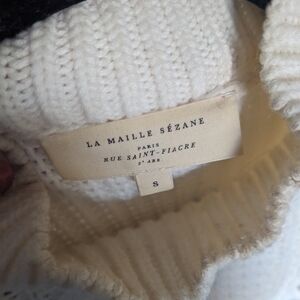 LA MAILLE SÉZANE
PARIS
RUE SAINT-FIACRE
2e ARR
S